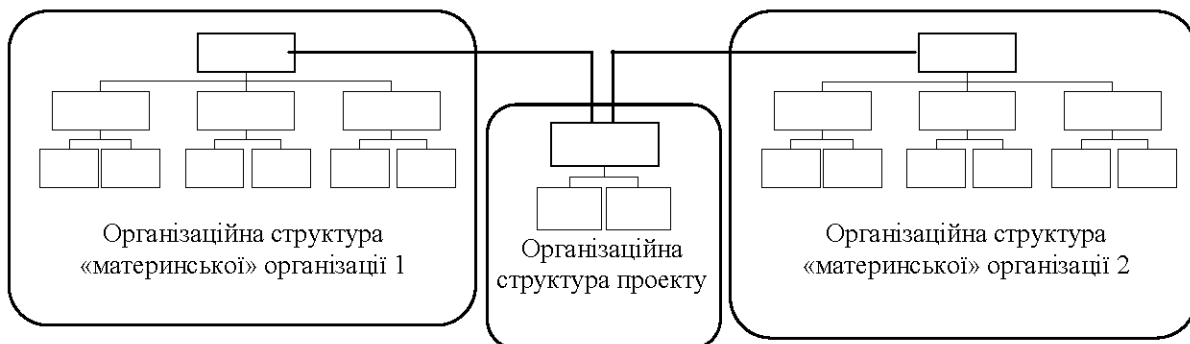 Організаційна структура
«материнської» організації 1
Організаційна
структура проекту
Організаційна структура
«материнської» організації 2